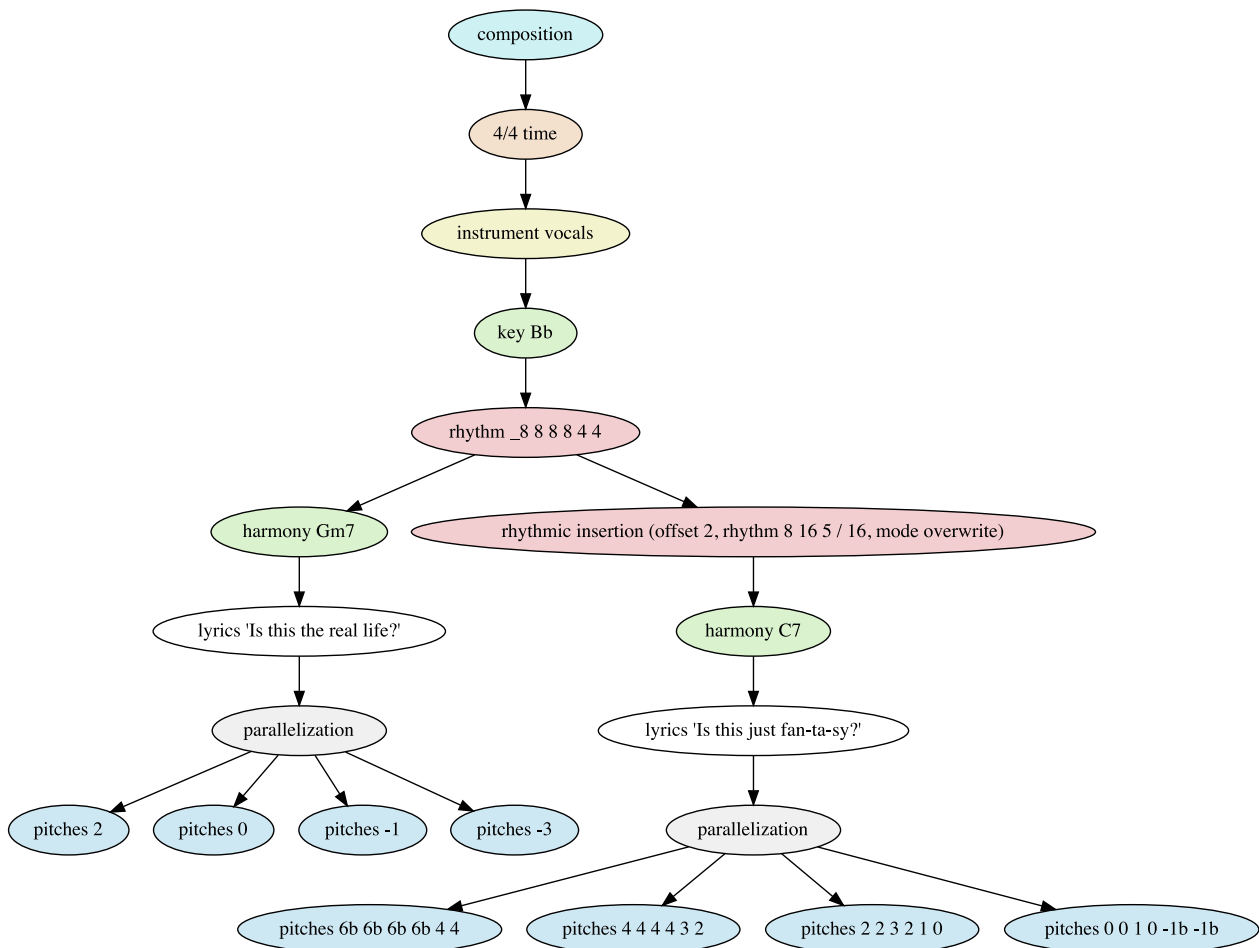 composition
4/4 time
instrument vocals
key Bb
rhythm _8 8 8 8 4 4
harmony Gm7
rhythmic insertion (offset 2, rhythm 8 16 5 / 16, mode overwrite)
lyrics 'Is this the real life?'
harmony C7
parallelization
lyrics 'Is this just fan-ta-sy?'
pitches 2
pitches 0
pitches -1
pitches -3
parallelization
pitches 6b 6b 6b 6b 4 4
pitches 4 4 4 4 3 2
pitches 2 2 3 2 1 0
pitches 0 0 1 0 -1b -1b